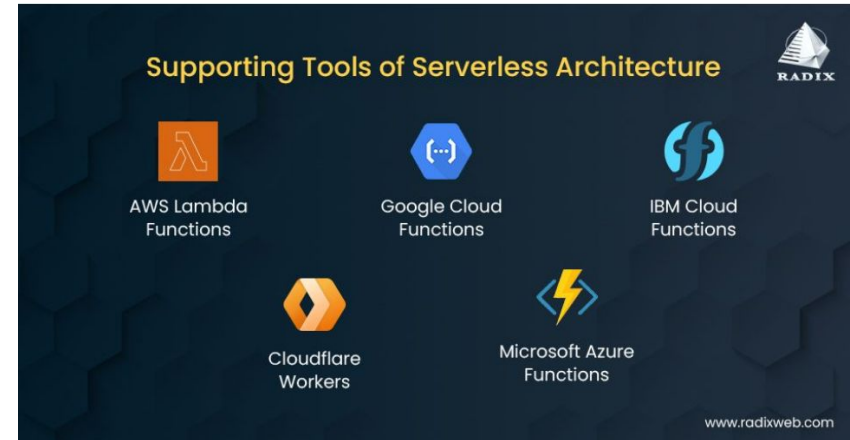 Supporting Tools of Serverless Architecture
RADIX
AWS Lambda
Functions
Google Cloud
Functions
IBM Cloud
Functions
Cloudflare
Workers
Microsoft Azure
Functions
www.radixweb.com